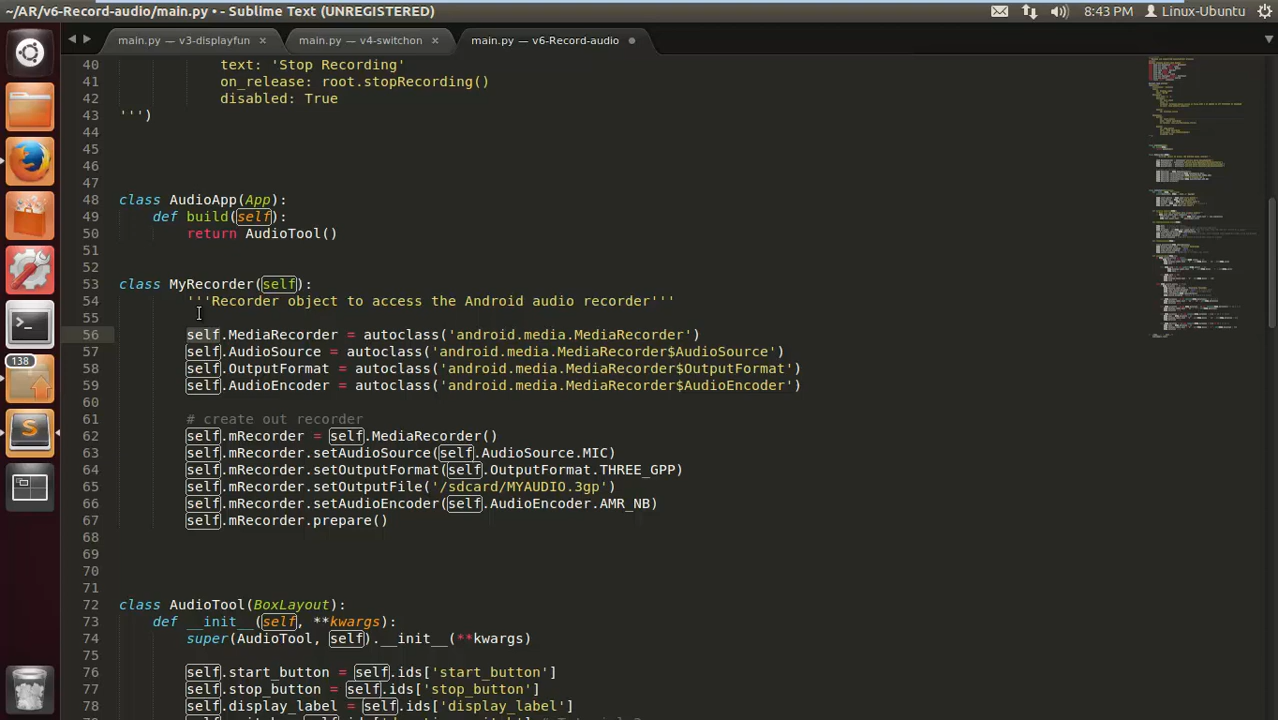 ~/AR/v6-Record-audio/main.py • - Sublime Text (UNREGISTERED)
8:43 PM
Linux-Ubuntu
main.py — v3-displayfun ×
main.py — v4-switchon ×
main.py — v6-Record-audio
40 text: 'Stop Recording'
41 on_release: root.stopRecording()
42 disabled: True
43 ''')
44
45
46
47
48 class AudioApp(App):
49 def build(self):
50 return AudioTool()
51
52
53 class MyRecorder(self):
54 '''Recorder object to access the Android audio recorder'''
55
56 self.MediaRecorder = autoclass('android.media.MediaRecorder')
57 self.AudioSource = autoclass('android.media.MediaRecorder$AudioSource')
58 self.OutputFormat = autoclass('android.media.MediaRecorder$OutputFormat')
59 self.AudioEncoder = autoclass('android.media.MediaRecorder$AudioEncoder')
60
61 # create out recorder
62 self.mRecorder = self.MediaRecorder()
63 self.mRecorder.setAudioSource(self.AudioSource.MIC)
64 self.mRecorder.setOutputFormat(self.OutputFormat.THREE_GPP)
65 self.mRecorder.setOutputFile('/sdcard/MYAUDIO.3gp')
66 self.mRecorder.setAudioEncoder(self.AudioEncoder.AMR_NB)
67 self.mRecorder.prepare()
68
69
70
71
72 class AudioTool(BoxLayout):
73 def __init__(self, **kwargs):
74 super(AudioTool, self).__init__(**kwargs)
75
76 self.start_button = self.ids['start_button']
77 self.stop_button = self.ids['stop_button']
78 self.display_label = self.ids['display_label']
138